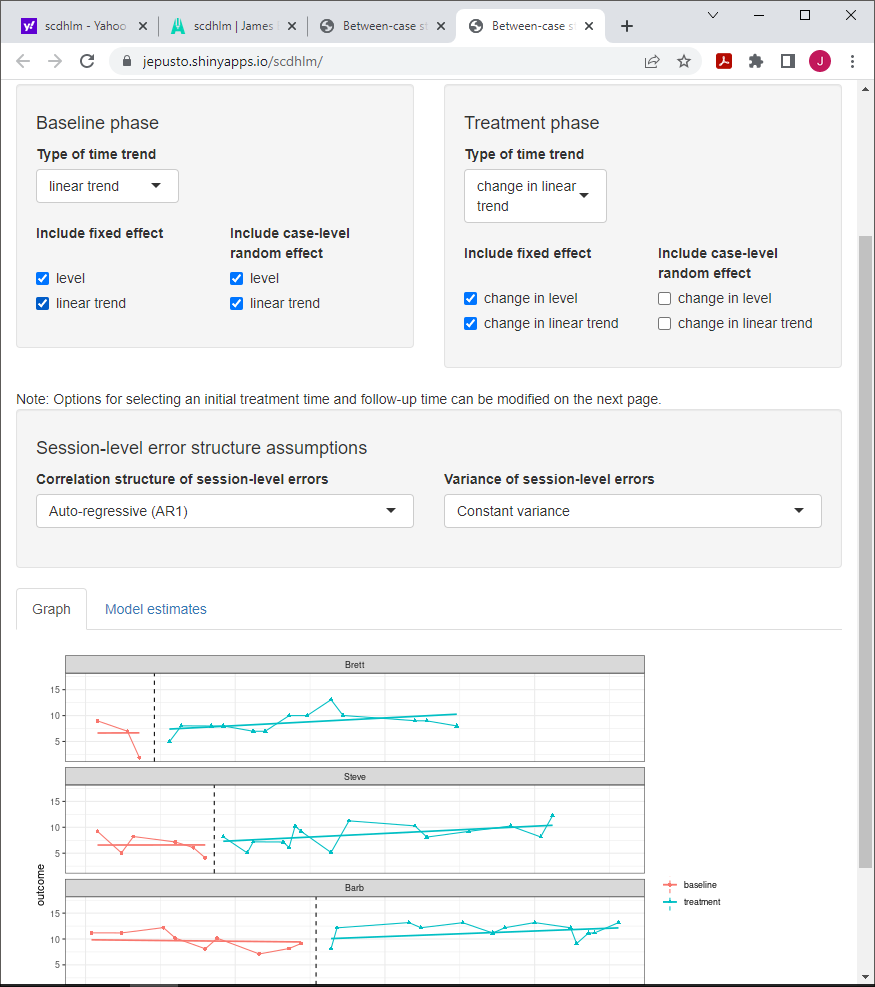 scdhlm - Yahoo
scdhlm | James
Between-case st
Between-case s
jepusto.shinyapps.io/scdhlm/
J
Baseline phase
Type of time trend
linear trend
Include fixed effect
Include case-level
random effect
level
level
linear trend
linear trend
Treatment phase
Type of time trend
change in linear
trend
Include fixed effect
Include case-level
random effect
change in level
change in level
change in linear trend
change in linear trend
Note: Options for selecting an initial treatment time and follow-up time can be modified on the next page.
Session-level error structure assumptions
Correlation structure of session-level errors
Variance of session-level errors
Auto-regressive (AR1)
Constant variance
Graph
Model estimates
Brett
15
10
5
Steve
15
10
5
outcome
Barb
15
10
5
baseline
treatment